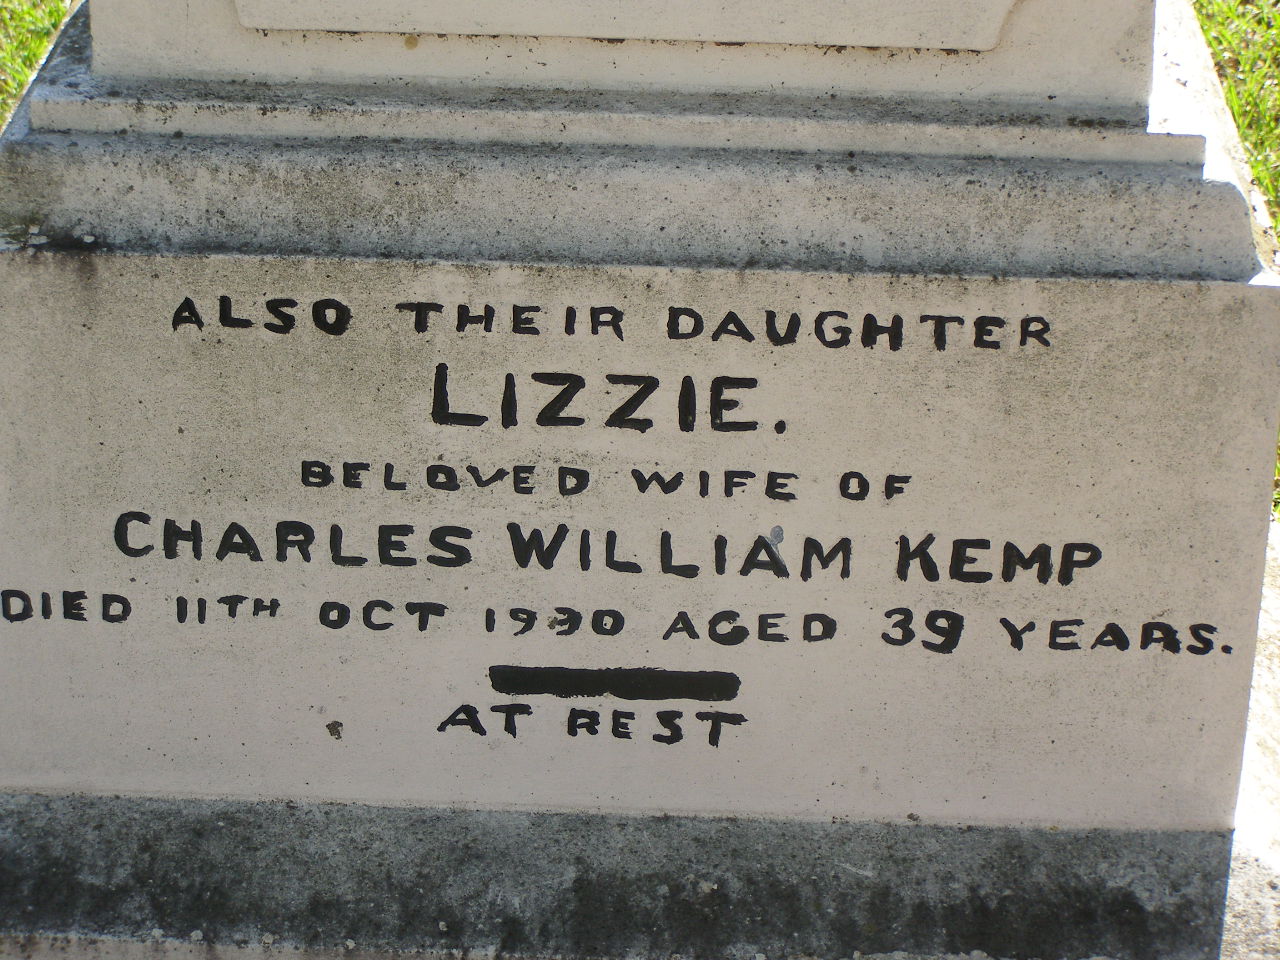 ALSO THEIR DAUGHTER
LIZZIE.
BELOVED WIFE OF
CHARLES WILLIAM KEMP
DIED 11TH OCT 1930 AGED 39 YEARS.
AT REST